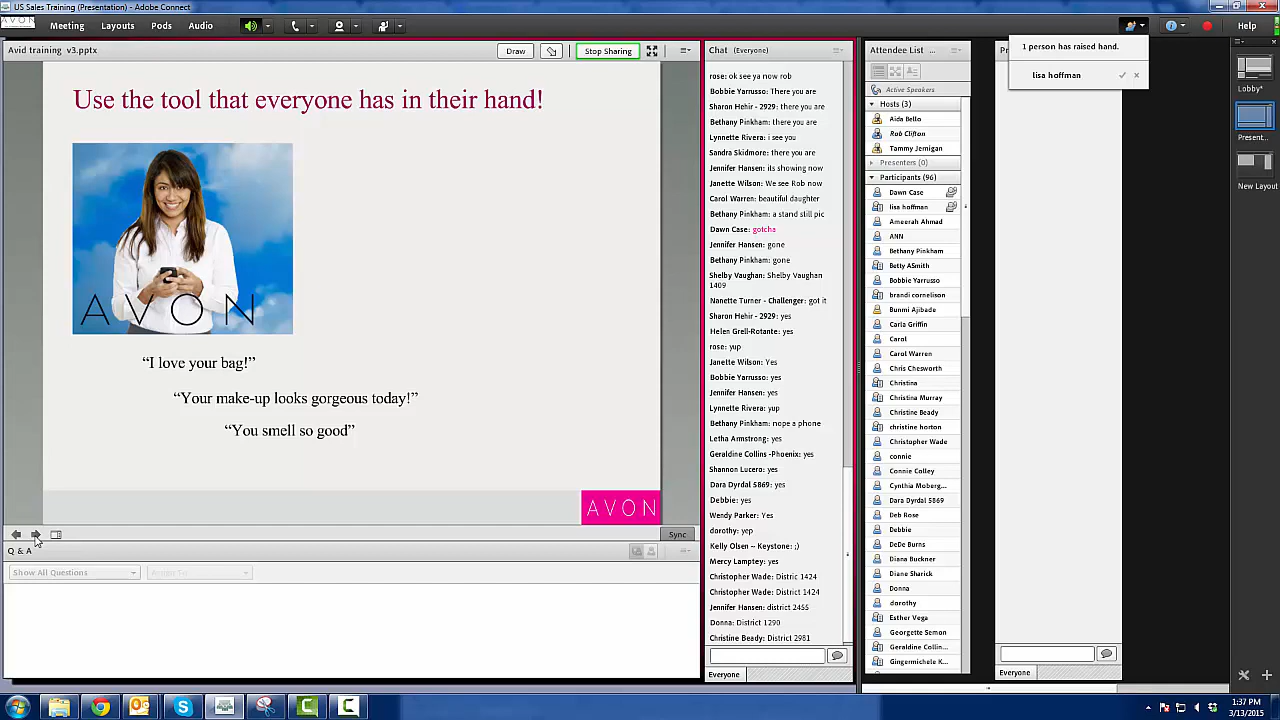 US Sales Training (Presentation) - Adobe Connect
AVON
Meeting
Layouts
Pods
Audio
Help
1 person has raised hand.
lisa hoffman
Avid training v3.pptx
Draw
Stop Sharing
Use the tool that everyone has in their hand!
AVON
“I love your bag!”
“Your make-up looks gorgeous today!”
“You smell so good”
AVON
Sync
Q & A
Show All Questions
Chat (Everyone)
rose: ok see ya now rob
Bobbie Yarrusso: There you are
Sharon Hehir - 2929: there you are
Bethany Pinkham: there you are
Lynnette Rivera: i see you
Sandra Skidmore: there you are
Jennifer Hansen: its showing now
Janette Wilson: We see Rob now
Carol Warren: beautiful daughter
Bethany Pinkham: a stand still pic
Dawn Case: gotcha
Jennifer Hansen: gone
Bethany Pinkham: gone
Shelby Vaughan: Shelby Vaughan
1409
Nanette Turner - Challenger: got it
Sharon Hehir - 2929: yes
Helen Grell-Rotante: yes
rose: yup
Janette Wilson: Yes
Bobbie Yarrusso: yes
Jennifer Hansen: yes
Lynnette Rivera: yup
Bethany Pinkham: nope a phone
Letha Armstrong: yes
Geraldine Collins -Phoenix: yes
Shannon Lucero: yes
Dara Dyrdal 5869: yes
Debbie: yes
Wendy Parker: Yes
dorothy: yep
Kelly Olsen ~ Keystone: ;)
Mercy Lamptey: yes
Christopher Wade: Distric 1424
Christopher Wade: District 1424
Jennifer Hansen: district 2455
Donna: District 1290
Christine Beady: District 2981
Everyone
Attendee List ...
Active Speakers
Hosts (3)
Aida Bello
Rob Clifton
Tammy Jernigan
Presenters (0)
Participants (96)
Dawn Case
lisa hoffman
Ameerah Ahmad
ANN
Bethany Pinkham
Betty ASmith
Bobbie Yarrusso
brandi cornelison
Bunmi Ajibade
Carla Griffin
Carol
Carol Warren
Chris Chesworth
Christina
Christina Murray
Christine Beady
christine horton
Christopher Wade
connie
Connie Colley
Cynthia Moberg...
Dara Dyrdal 5869
Deb Rose
Debbie
DeDe Burns
Diana Buckner
Diane Sharick
Donna
dorothy
Esther Vega
Georgette Semon
Geraldine Collin...
Gingermichele K...
Everyone
Lobby*
Present...
New Layout
1:37 PM
3/13/2015